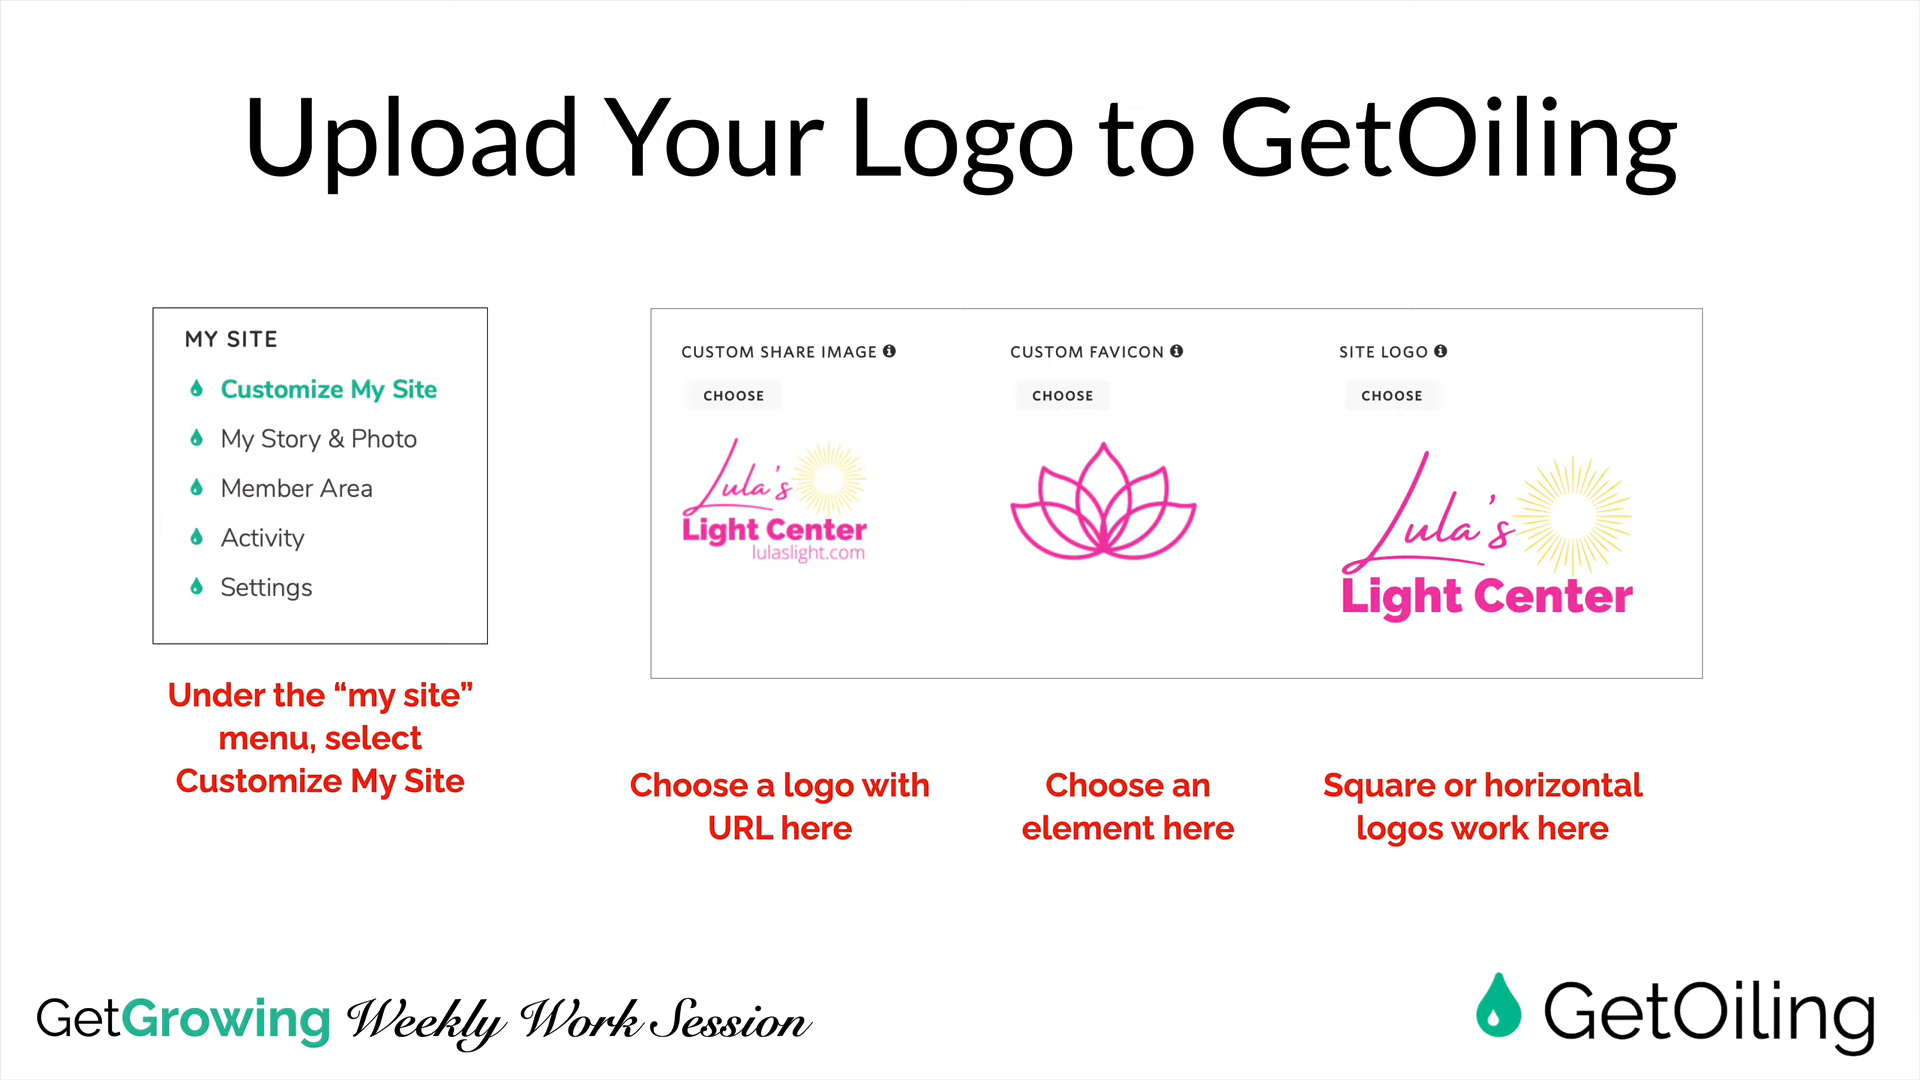 Upload Your Logo to GetOiling
MY SITE
Customize My Site
My Story & Photo
Member Area
Activity
Settings
Under the “my site”
menu, select
Customize My Site
CUSTOM SHARE IMAGE
CHOOSE
Lula's
Light Center
lulaslight.com
Choose a logo with
URL here
CUSTOM FAVICON
CHOOSE
Choose an
element here
SITE LOGO
CHOOSE
Lula's
Light Center
Square or horizontal
logos work here
GetGrowing Weekly Work Session
GetOiling